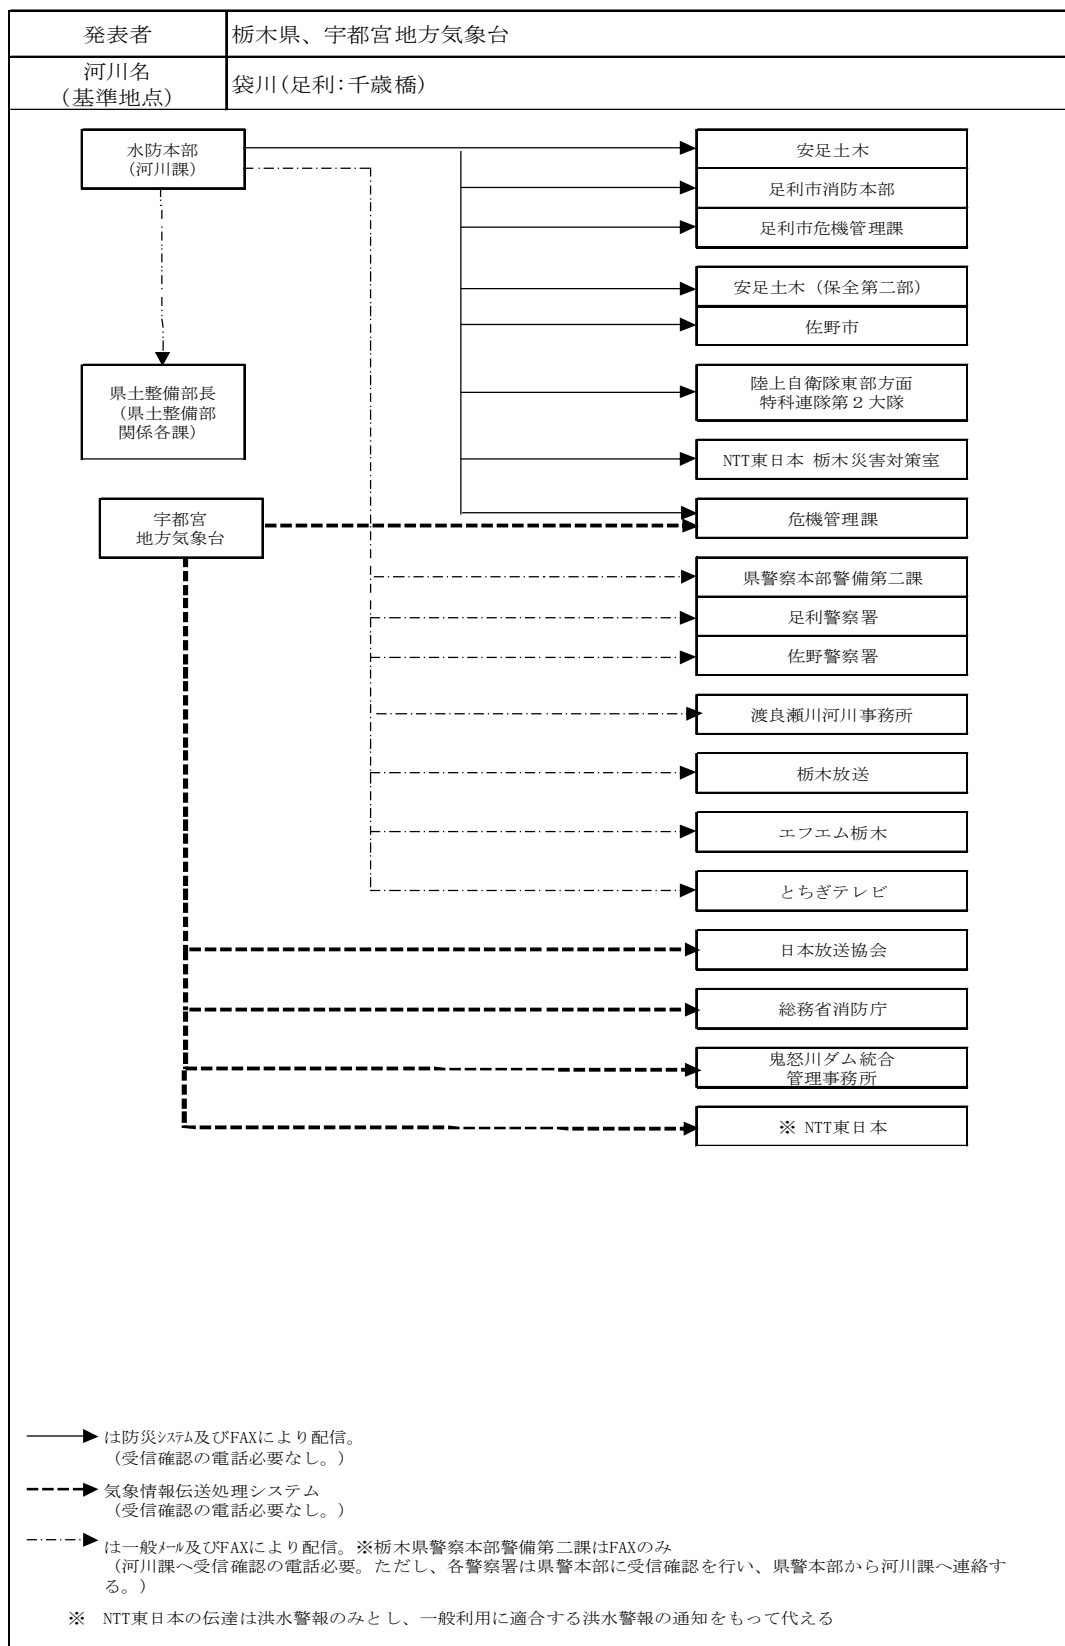 発表者
栃木県、宇都宮地方気象台
河川名
(基準地点)
袋川(足利:千歳橋)
水防本部
(河川課)
安足土木
足利市消防本部
足利市危機管理課
安足土木（保全第二部）
佐野市
県土整備部長
（県土整備部
関係各課）
陸上自衛隊東部方面
特科連隊第２大隊
NTT東日本 栃木災害対策室
宇都宮
地方気象台
危機管理課
県警察本部警備第二課
足利警察署
佐野警察署
渡良瀬川河川事務所
栃木放送
エフエム栃木
とちぎテレビ
日本放送協会
総務省消防庁
鬼怒川ダム統合
管理事務所
※ NTT東日本
は防災ｼｽﾃﾑ及びFAXにより配信。
（受信確認の電話必要なし。）
気象情報伝送処理システム
（受信確認の電話必要なし。）
は一般ﾒｰﾙ及びFAXにより配信。※栃木県警察本部警備第二課はFAXのみ
（河川課へ受信確認の電話必要。ただし、各警察署は県警本部に受信確認を行い、県警本部から河川課へ連絡す
る。）
※ NTT東日本の伝達は洪水警報のみとし、一般利用に適合する洪水警報の通知をもって代える